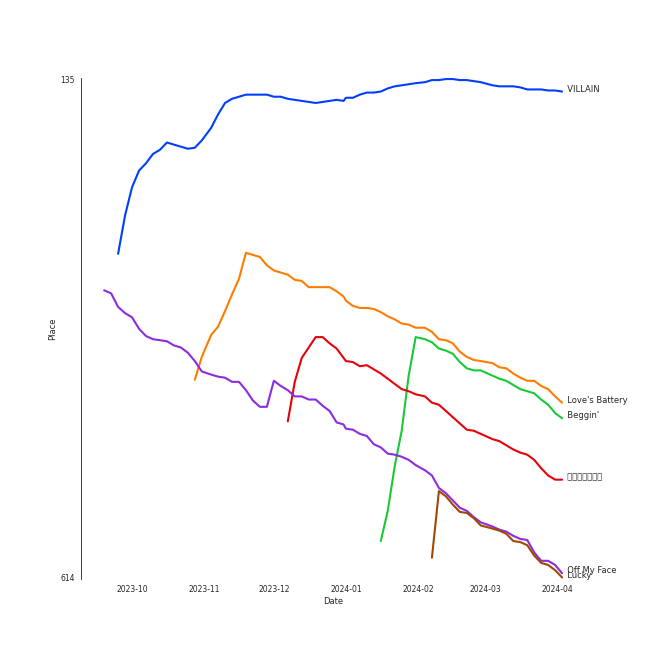 135
VILLAIN
Place
Love's Battery
Beggin'
Off My Face
Lucky
614
2023-10
2023-11
2023-12
2024-01
2024-02
2024-03
2024-04
Date